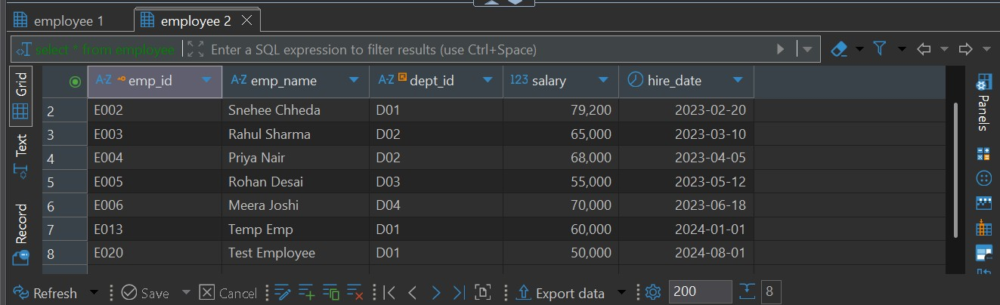 employee 1
employee 2
select * from employee Enter a SQL expression to filter results (use Ctrl+Space)
Grid
Text
Record
A-Z emp_id A-Z emp_name A-Z dept_id 123 salary hire_date
2 E002 Snehee Chheda D01 79,200 2023-02-20
3 E003 Rahul Sharma D02 65,000 2023-03-10
4 E004 Priya Nair D02 68,000 2023-04-05
5 E005 Rohan Desai D03 55,000 2023-05-12
6 E006 Meera Joshi D04 70,000 2023-06-18
7 E013 Temp Emp D01 60,000 2024-01-01
8 E020 Test Employee D01 50,000 2024-08-01
Panels
Refresh Save Cancel Export data 200 8